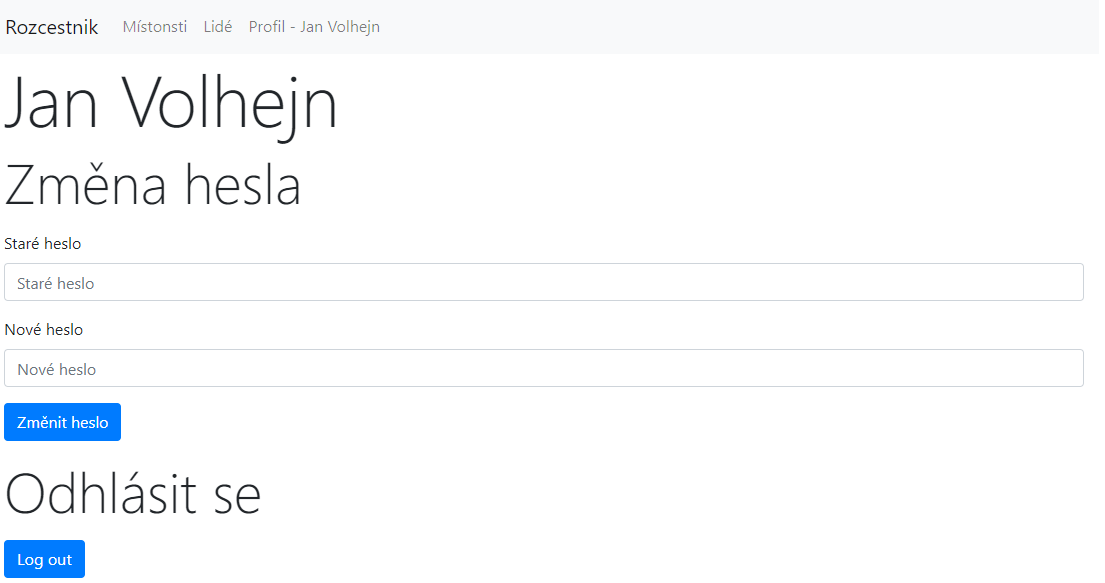 Rozcestnik Místonsti Lidé Profil - Jan Volhejn
Jan Volhejn
Změna hesla
Staré heslo
Staré heslo
Nové heslo
Nové heslo
Změnit heslo
Odhlásit se
Log out